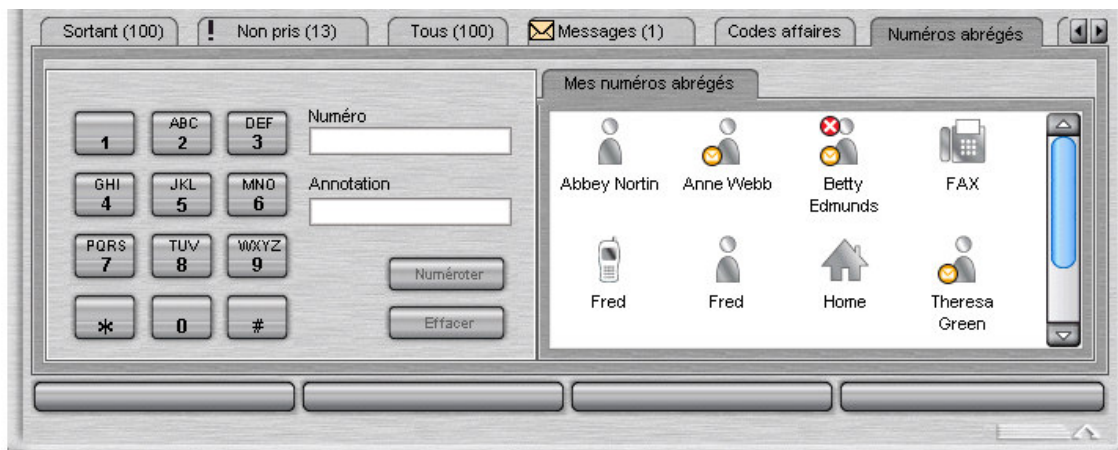 Sortant (100)
! Non pris (13)
Tous (100)
Messages (1)
Codes affaires
Numéros abrégés
Mes numéros abrégés
1
ABC
2
DEF
3
GHI
4
JKL
5
MNO
6
PQRS
7
TUV
8
WXYZ
9
*
0
#
Numéro
Annotation
Numéroter
Effacer
Abbey Nortin
Anne Webb
Betty
Edmunds
FAX
Fred
Fred
Home
Theresa
Green